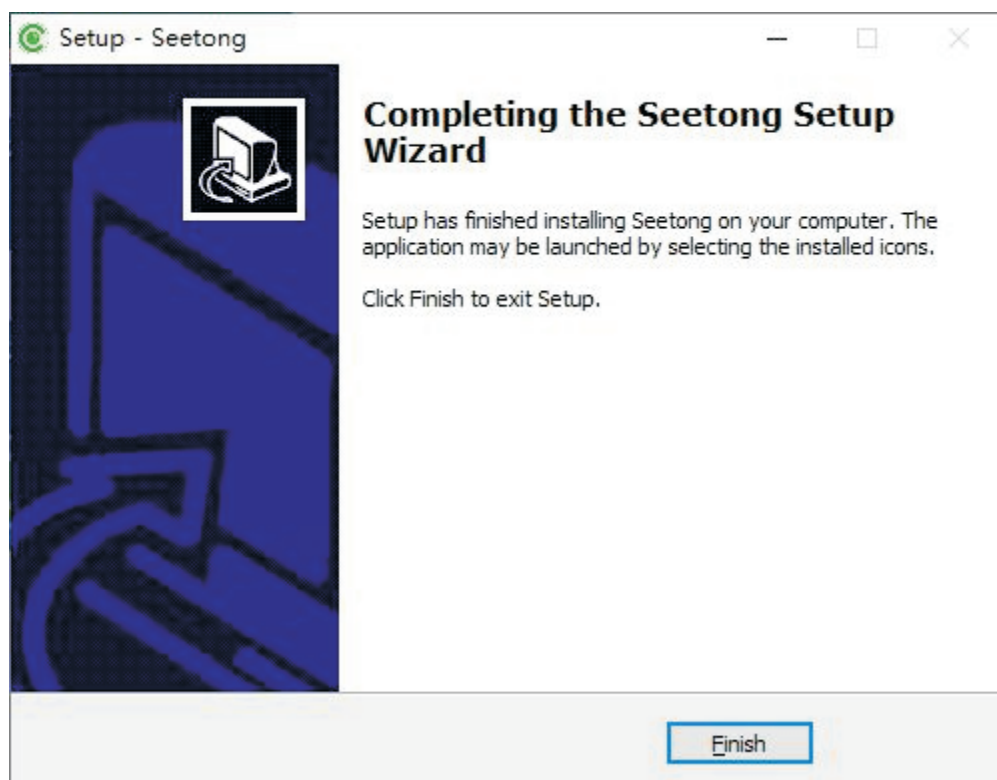 Setup - Seetong
Completing the Seetong Setup
Wizard
Setup has finished installing Seetong on your computer. The
application may be launched by selecting the installed icons.
Click Finish to exit Setup.
Finish